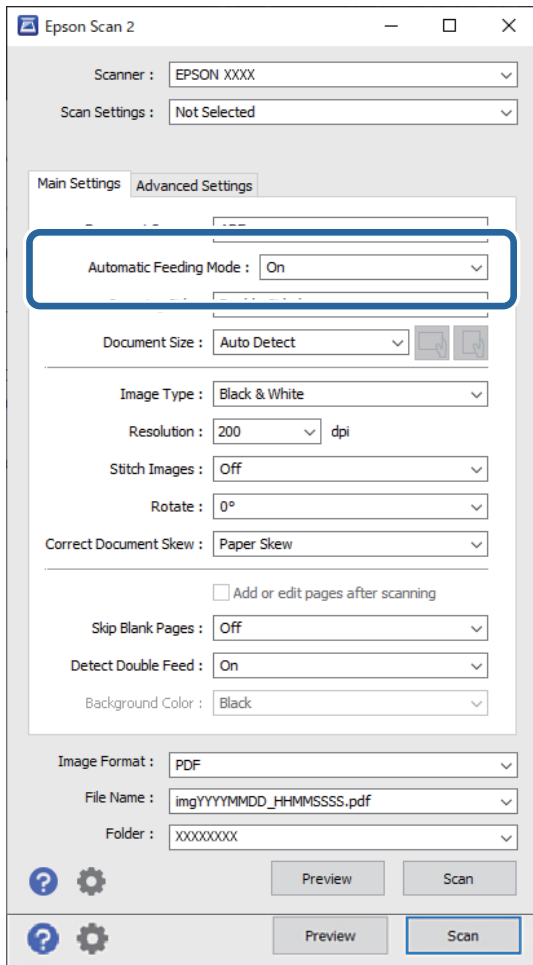 Epson Scan 2
Scanner : EPSON XXXX
Scan Settings : Not Selected
Main Settings Advanced Settings
Automatic Feeding Mode : On
Document Size : Auto Detect
Image Type : Black & White
Resolution : 200 dpi
Stitch Images : Off
Rotate : 0°
Correct Document Skew : Paper Skew
Add or edit pages after scanning
Skip Blank Pages : Off
Detect Double Feed : On
Background Color : Black
Image Format : PDF
File Name : imgYYYYMMDD_HHMMSSSS.pdf
Folder : XXXXXXXX
? Preview Scan
? Preview Scan